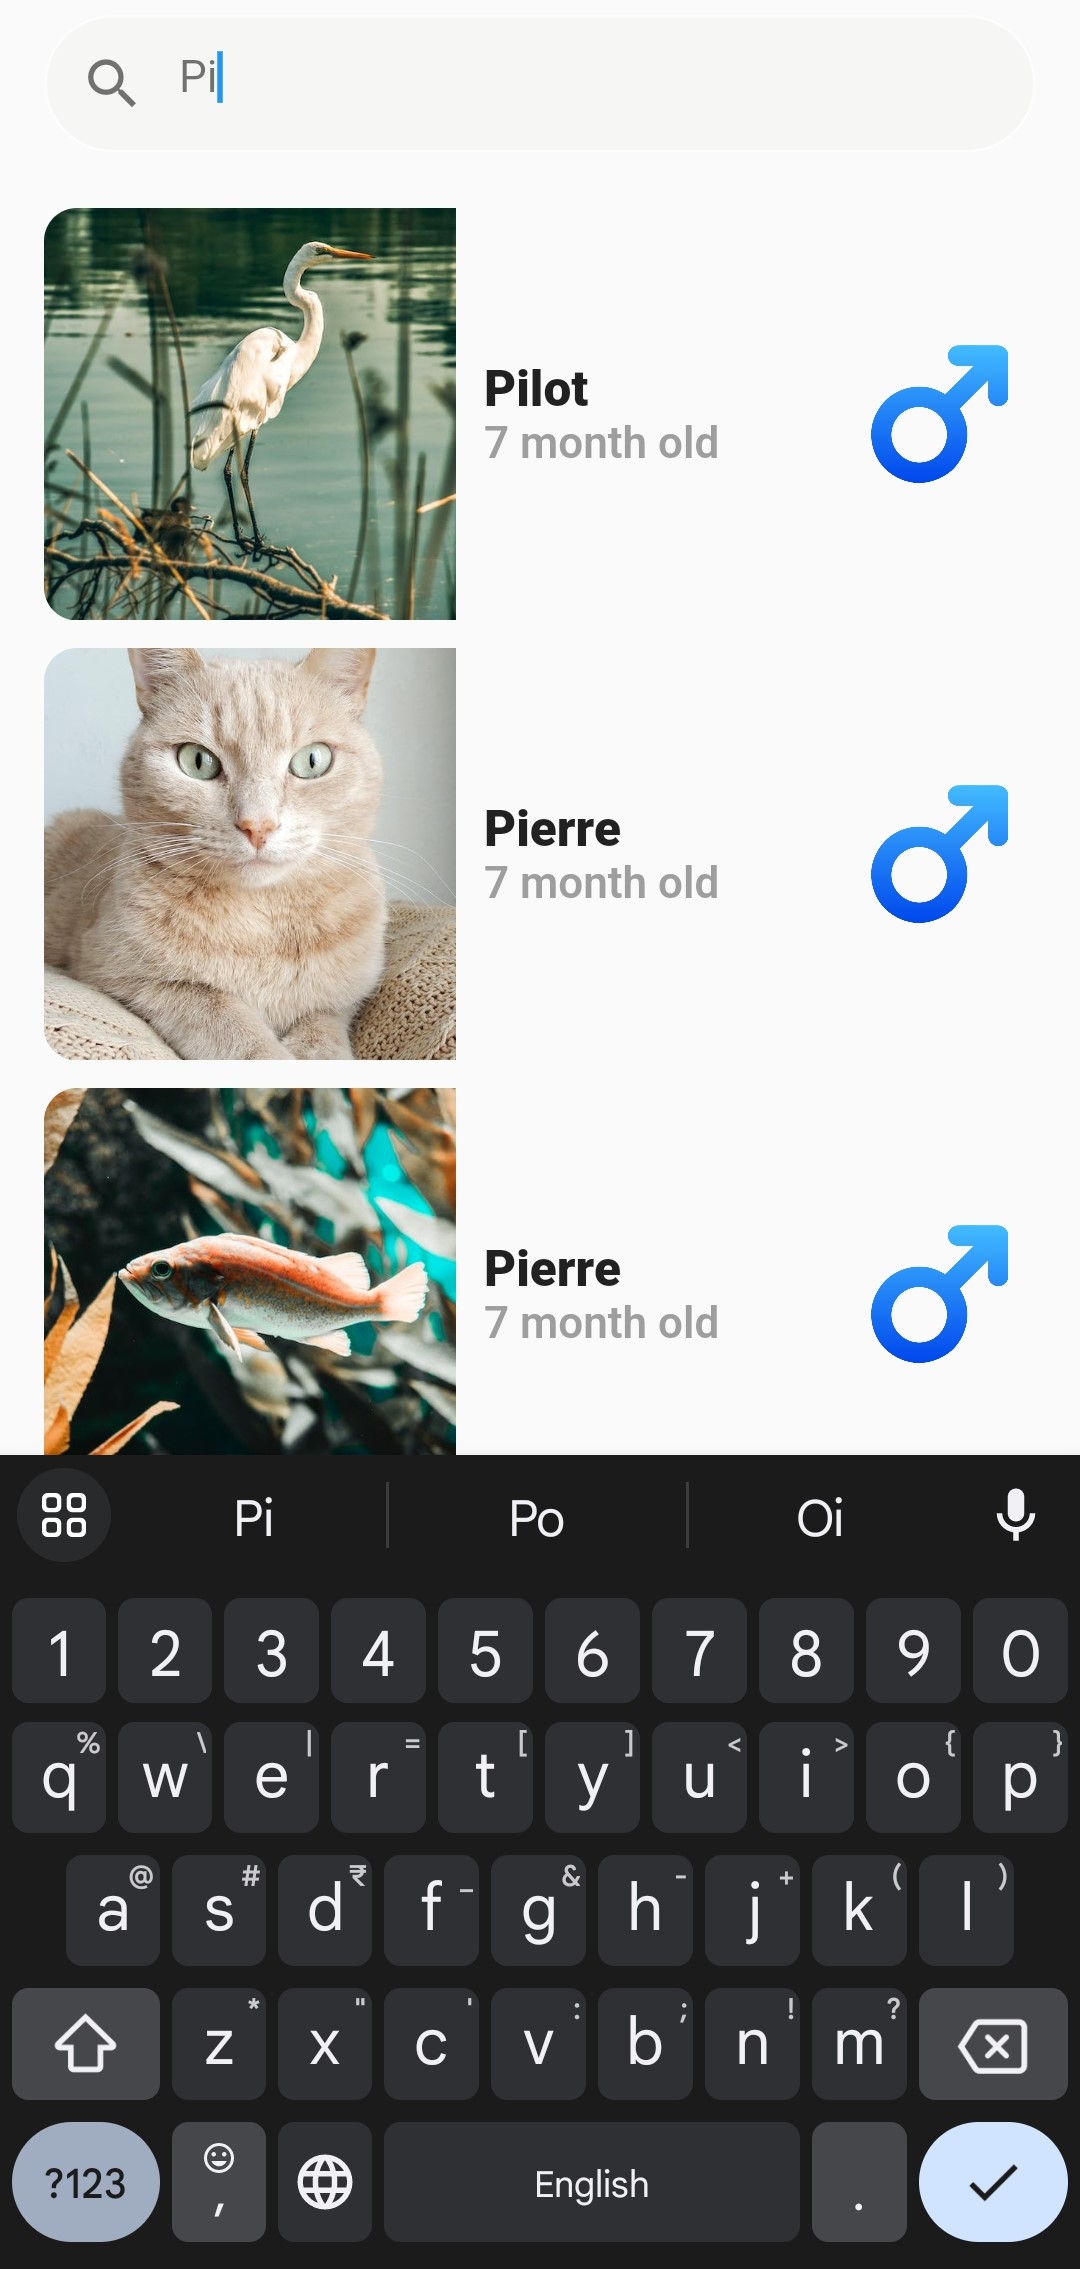 Pi
Pilot
7 month old
Pierre
7 month old
Pierre
7 month old
Pi Po Oi
1 2 3 4 5 6 7 8 9 0
% \ | = [ ] < > { }
q w e r t y u i o p
@ # ₹ _ & - + ( )
a s d f g h j k l
* " ' : ; ! ?
z x c v b n m
?123 , English .